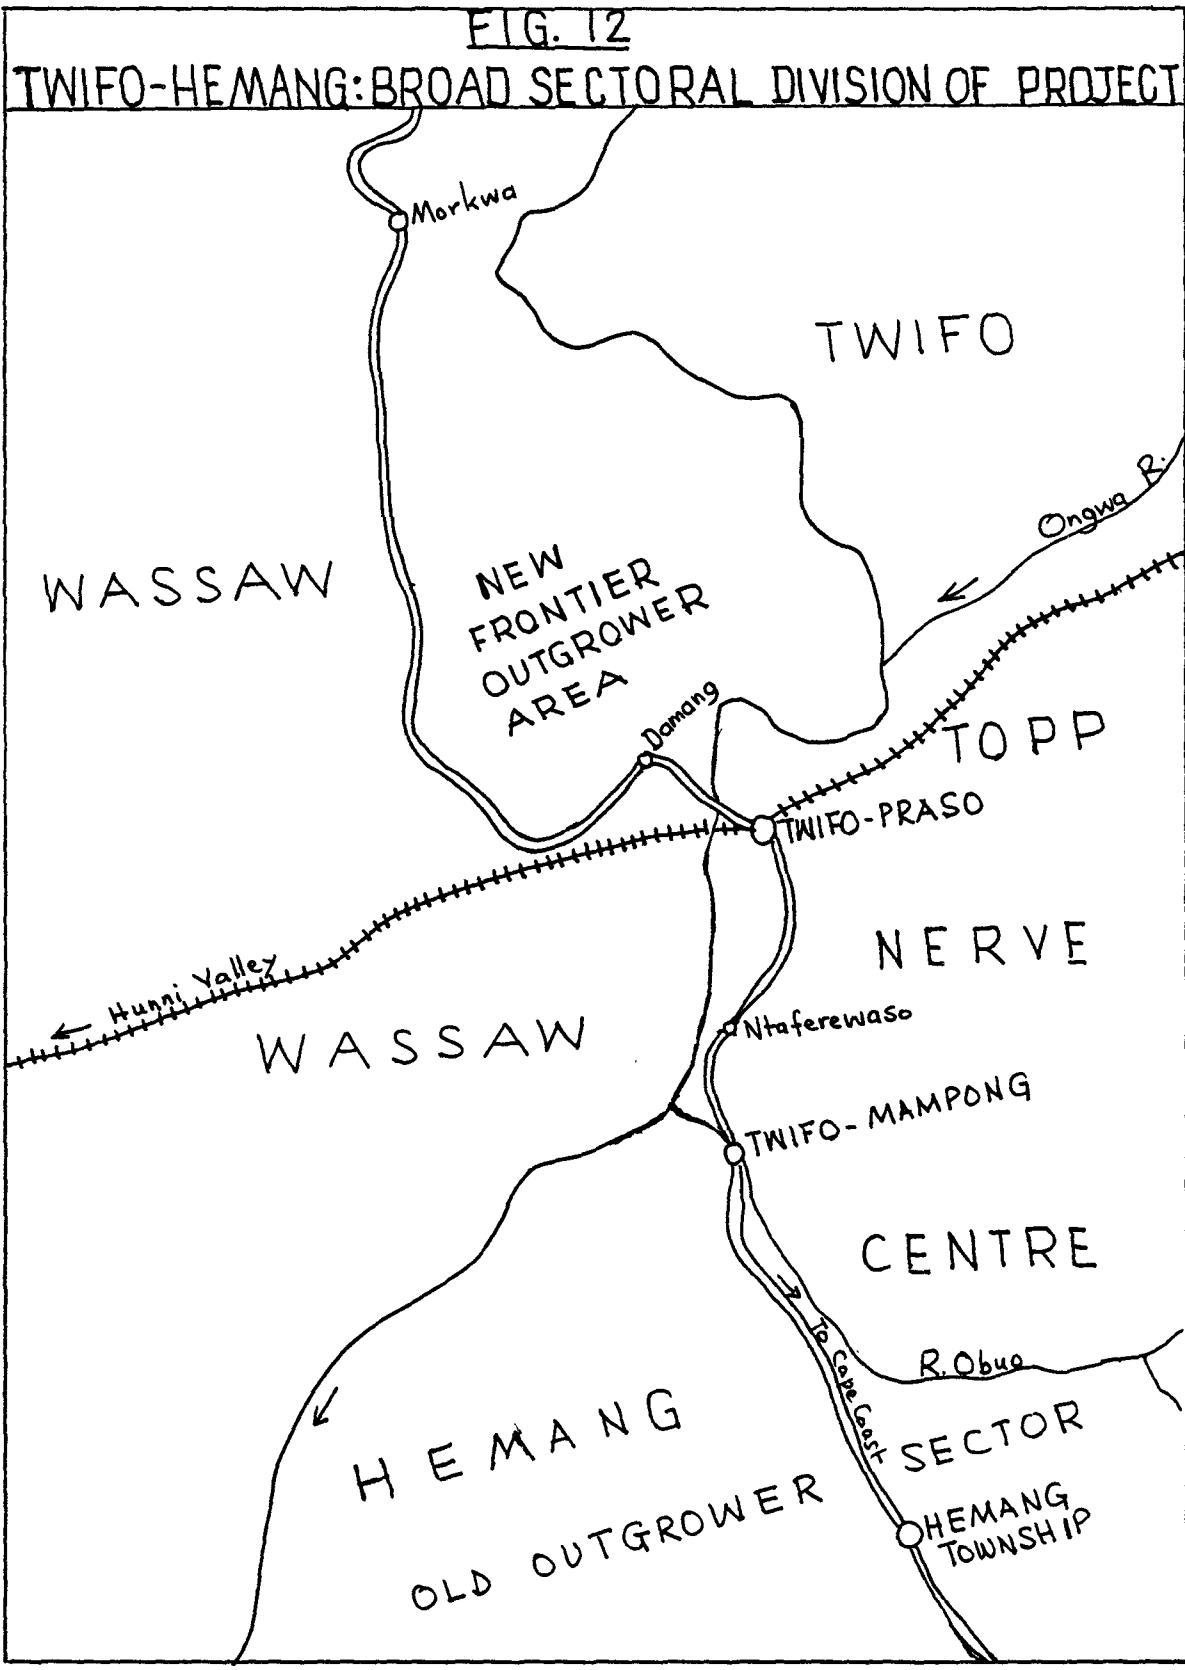 FIG. 12
TWIFO-HEMANG: BROAD SECTORAL DIVISION OF PROJECT
Morkwa
TWIFO
Ongwa R.
WASSAW
NEW
FRONTIER
OUTGROWER
AREA
Damang
TOPP
TWIFO-PRASO
NERVE
Hunni Valley
Ntaferewaso
WASSAW
TWIFO-MAMPONG
CENTRE
To Cape Coast
R. Obuo
HEMANG
SECTOR
OLD OUTGROWER
HEMANG
TOWNSHIP